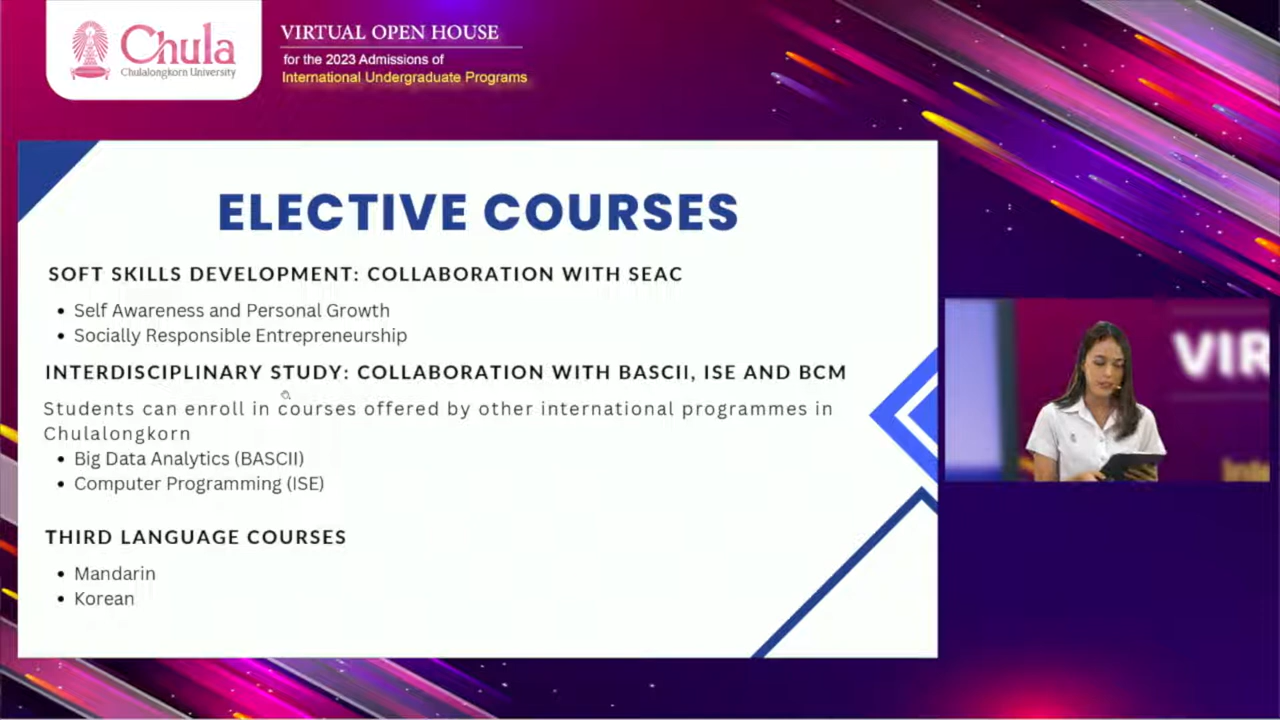 Chula
Chulalongkorn University
VIRTUAL OPEN HOUSE
for the 2023 Admissions of
International Undergraduate Programs
ELECTIVE COURSES
SOFT SKILLS DEVELOPMENT: COLLABORATION WITH SEAC
• Self Awareness and Personal Growth
• Socially Responsible Entrepreneurship
INTERDISCIPLINARY STUDY: COLLABORATION WITH BASCII, ISE AND BCM
Students can enroll in courses offered by other international programmes in
Chulalongkorn
• Big Data Analytics (BASCII)
• Computer Programming (ISE)
THIRD LANGUAGE COURSES
• Mandarin
• Korean
VIR